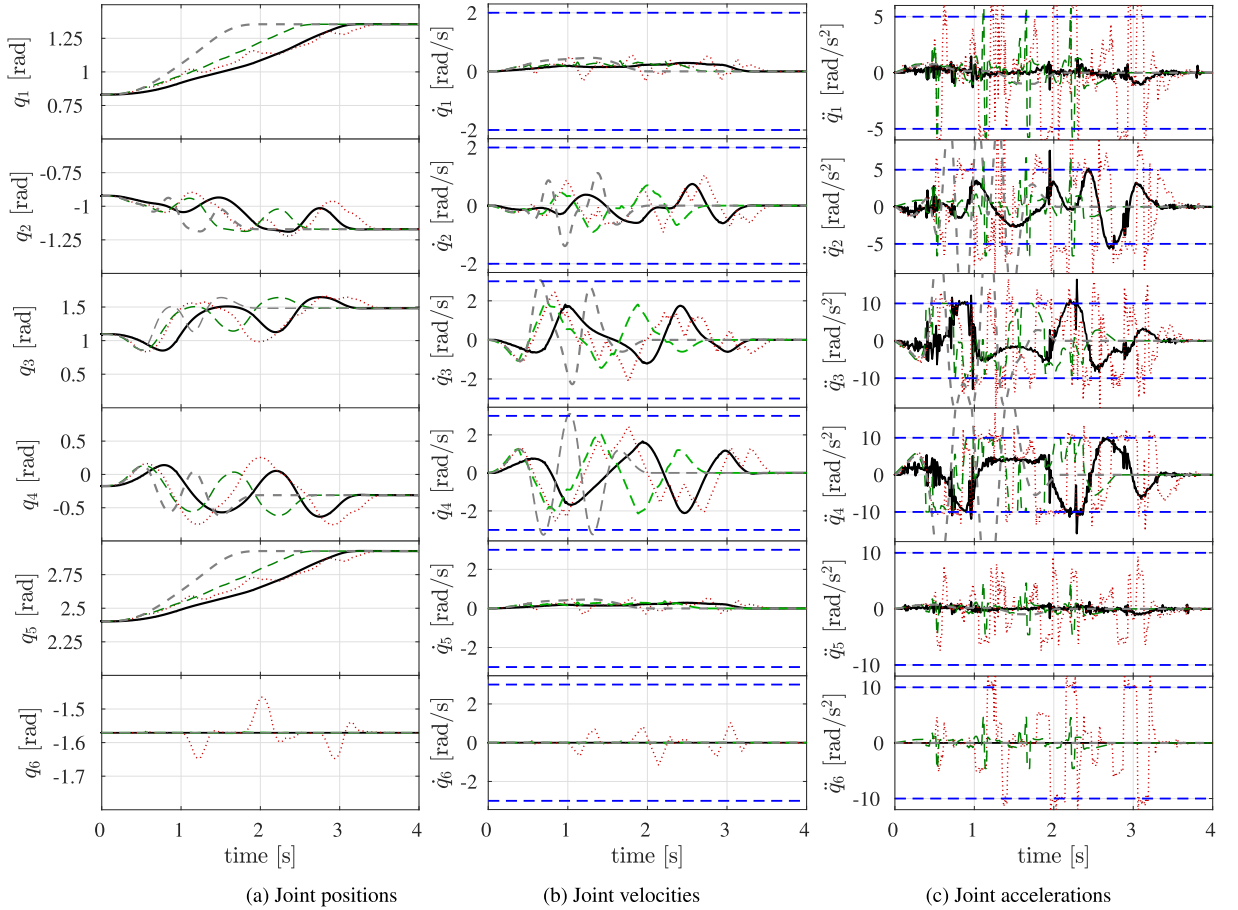 1.25
1
0.75
q1 [rad]
-0.75
-1
-1.25
q2 [rad]
1.5
1
0.5
q3 [rad]
0.5
0
-0.5
q4 [rad]
2.75
2.5
2.25
q5 [rad]
-1.5
-1.6
-1.7
q6 [rad]
0 1 2 3 4
time [s]
(a) Joint positions
2
0
-2
q̇1 [rad/s]
2
0
-2
q̇2 [rad/s]
2
0
-2
q̇3 [rad/s]
2
0
-2
q̇4 [rad/s]
2
0
-2
q̇5 [rad/s]
2
0
-2
q̇6 [rad/s]
0 1 2 3 4
time [s]
(b) Joint velocities
5
0
-5
q̈1 [rad/s²]
5
0
-5
q̈2 [rad/s²]
10
0
-10
q̈3 [rad/s²]
10
0
-10
q̈4 [rad/s²]
10
0
-10
q̈5 [rad/s²]
10
0
-10
q̈6 [rad/s²]
0 1 2 3 4
time [s]
(c) Joint accelerations